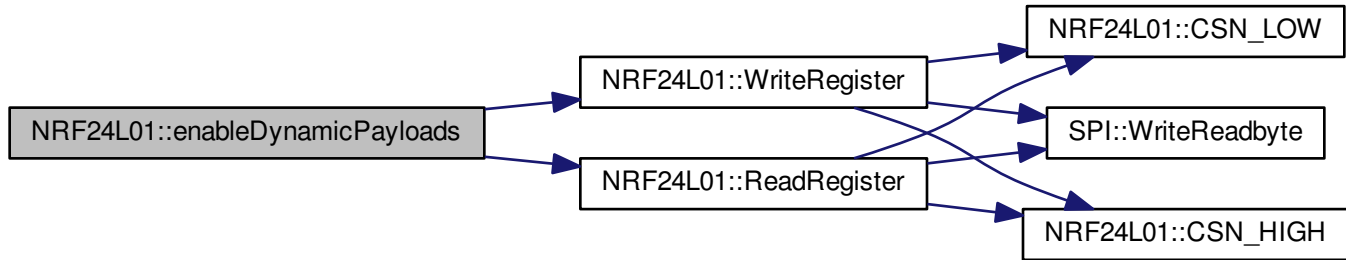 NRF24L01::enableDynamicPayloads
NRF24L01::WriteRegister
NRF24L01::ReadRegister
NRF24L01::CSN_LOW
SPI::WriteReadbyte
NRF24L01::CSN_HIGH